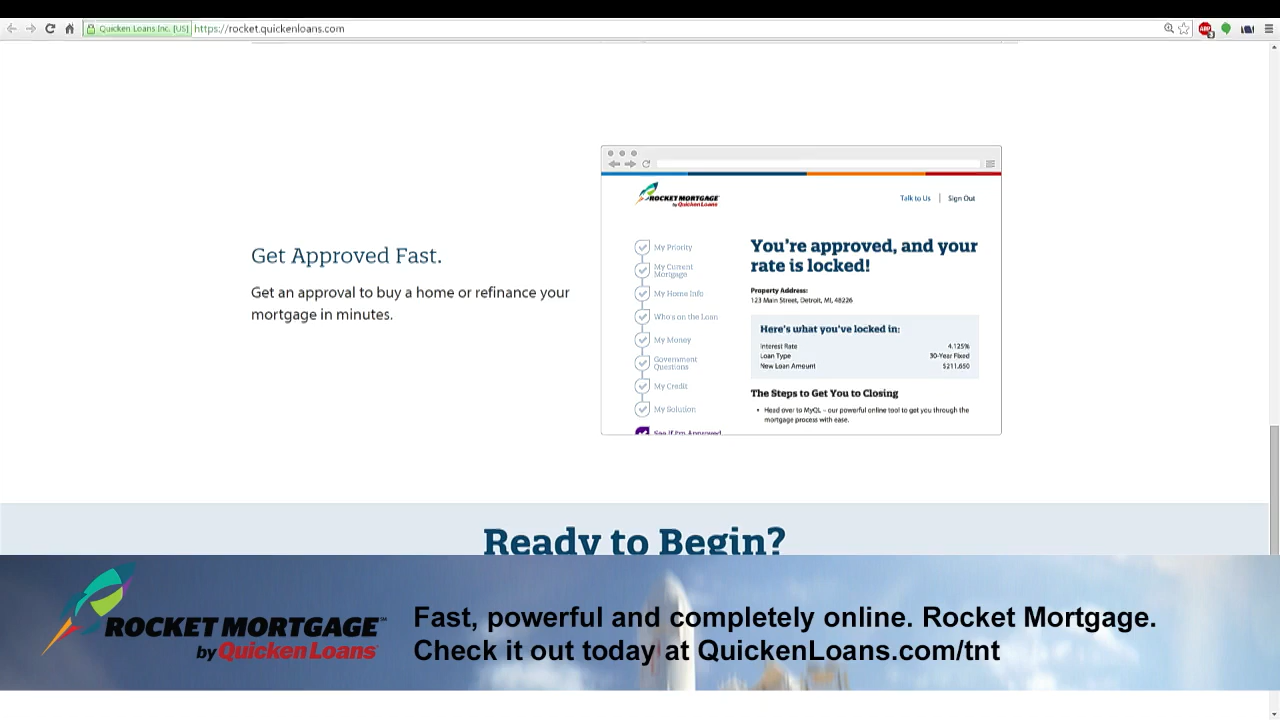 Quicken Loans Inc. [US]
https://rocket.quickenloans.com
ABP
ROCKET MORTGAGE
by Quicken Loans
Talk to Us | Sign Out
Get Approved Fast.
Get an approval to buy a home or refinance your
mortgage in minutes.
My Priority
My Current
Mortgage
My Home Info
Who's on the Loan
My Money
Government
Questions
My Credit
My Solution
See If I'm Approved
You're approved, and your
rate is locked!
Property Address:
123 Main Street, Detroit, MI, 48226
Here's what you've locked in:
Interest Rate 4.125%
Loan Type 30-Year Fixed
New Loan Amount $211,650
The Steps to Get You to Closing
• Head over to MyQL – our powerful online tool to get you through the
mortgage process with ease.
Ready to Begin?
ROCKET MORTGAGE™
by Quicken Loans
Fast, powerful and completely online. Rocket Mortgage.
Check it out today at QuickenLoans.com/tnt